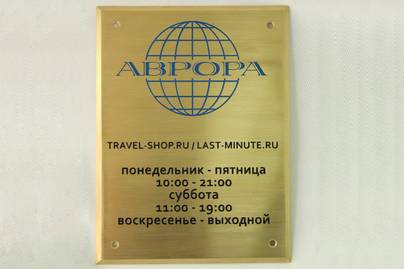 АВРОРА
TRAVEL-SHOP.RU / LAST-MINUTE.RU
понедельник - пятница
10:00 - 21:00
суббота
11:00 - 19:00
воскресенье - выходной